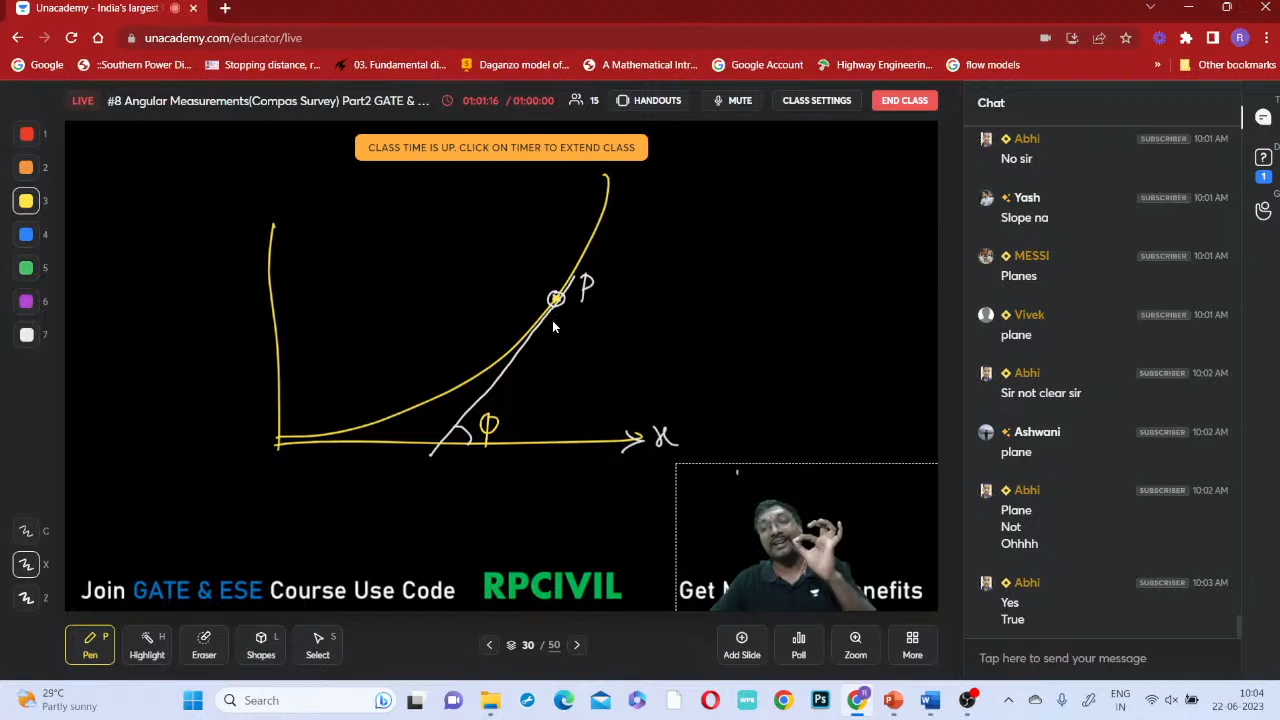 Unacademy - India's largest
unacademy.com/educator/live
Google
::Southern Power Di...
Stopping distance, r...
03. Fundamental di...
Daganzo model of...
A Mathematical Intr...
Google Account
Highway Engineerin...
flow models
»
Other bookmarks
LIVE
#8 Angular Measurements(Compas Survey) Part2 GATE & ...
01:01:16 / 01:00:00
15
HANDOUTS
MUTE
CLASS SETTINGS
END CLASS
CLASS TIME IS UP. CLICK ON TIMER TO EXTEND CLASS
1
2
3
4
5
6
7
C
X
Z
P
φ
x
Join GATE & ESE Course Use Code RPCIVIL
Pen P
Highlight H
Eraser E
Shapes L
Select S
30 / 50
Add Slide
Poll
Zoom
More
Chat
Abhi SUBSCRIBER 10:01 AM
No sir
Yash SUBSCRIBER 10:01 AM
Slope na
MESSI SUBSCRIBER 10:01 AM
Planes
Vivek SUBSCRIBER 10:01 AM
plane
Abhi SUBSCRIBER 10:02 AM
Sir not clear sir
Ashwani SUBSCRIBER 10:02 AM
plane
Abhi SUBSCRIBER 10:02 AM
Plane
Not
Ohhhh
Abhi SUBSCRIBER 10:03 AM
Yes
True
Tap here to send your message
1
29°C
Partly sunny
Search
ENG
IN
10:04
22-06-2023